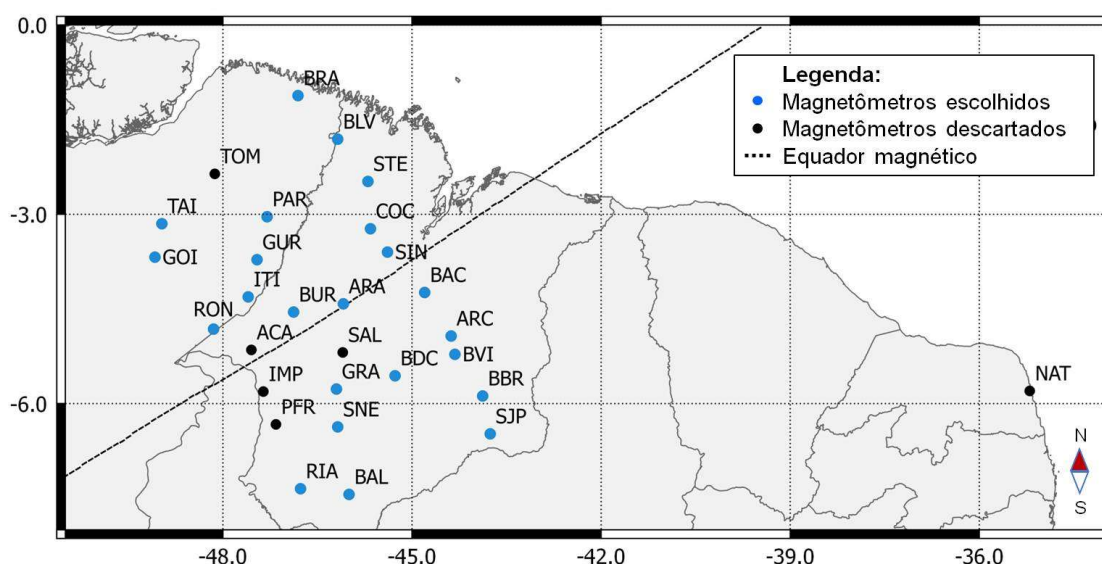 0.0
BRA
BLV
Legenda:
Magnetômetros escolhidos
Magnetômetros descartados
Equador magnético
TOM
STE
TAI
PAR
COC
-3.0
GOI
GUR
SIN
ITI
BAC
BUR
ARA
RON
ACA
SAL
ARC
BVI
IMP
GRA
BDC
BBR
NAT
PFR
SNE
SJP
-6.0
N
S
RIA
BAL
-48.0
-45.0
-42.0
-39.0
-36.0